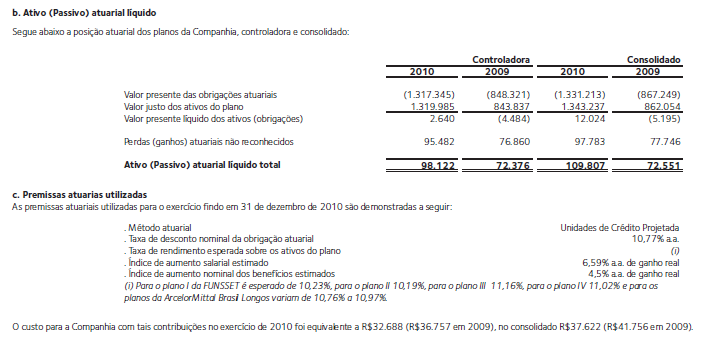 b. Ativo (Passivo) atuarial líquido
Segue abaixo a posição atuarial dos planos da Companhia, controladora e consolidado:
Controladora Consolidado
2010 2009 2010 2009
Valor presente das obrigações atuariais (1.317.345) (848.321) (1.331.213) (867.249)
Valor justo dos ativos do plano 1.319.985 843.837 1.343.237 862.054
Valor presente líquido dos ativos (obrigações) 2.640 (4.484) 12.024 (5.195)
Perdas (ganhos) atuariais não reconhecidos 95.482 76.860 97.783 77.746
Ativo (Passivo) atuarial líquido total 98.122 72.376 109.807 72.551
c. Premissas atuarias utilizadas
As premissas atuariais utilizadas para o exercício findo em 31 de dezembro de 2010 são demonstradas a seguir:
. Método atuarial Unidades de Crédito Projetada
. Taxa de desconto nominal da obrigação atuarial 10,77% a.a.
. Taxa de rendimento esperada sobre os ativos do plano (i)
. Índice de aumento salarial estimado 6,59% a.a. de ganho real
. Índice de aumento nominal dos benefícios estimados 4,5% a.a. de ganho real
(i) Para o plano I da FUNSSET é esperado de 10,23%, para o plano II 10,19%, para o plano III 11,16%, para o plano IV 11,02% e para os
planos da ArcelorMittal Brasil Longos variam de 10,76% a 10,97%.
O custo para a Companhia com tais contribuições no exercício de 2010 foi equivalente a R$32.688 (R$36.757 em 2009), no consolidado R$37.622 (R$41.756 em 2009).